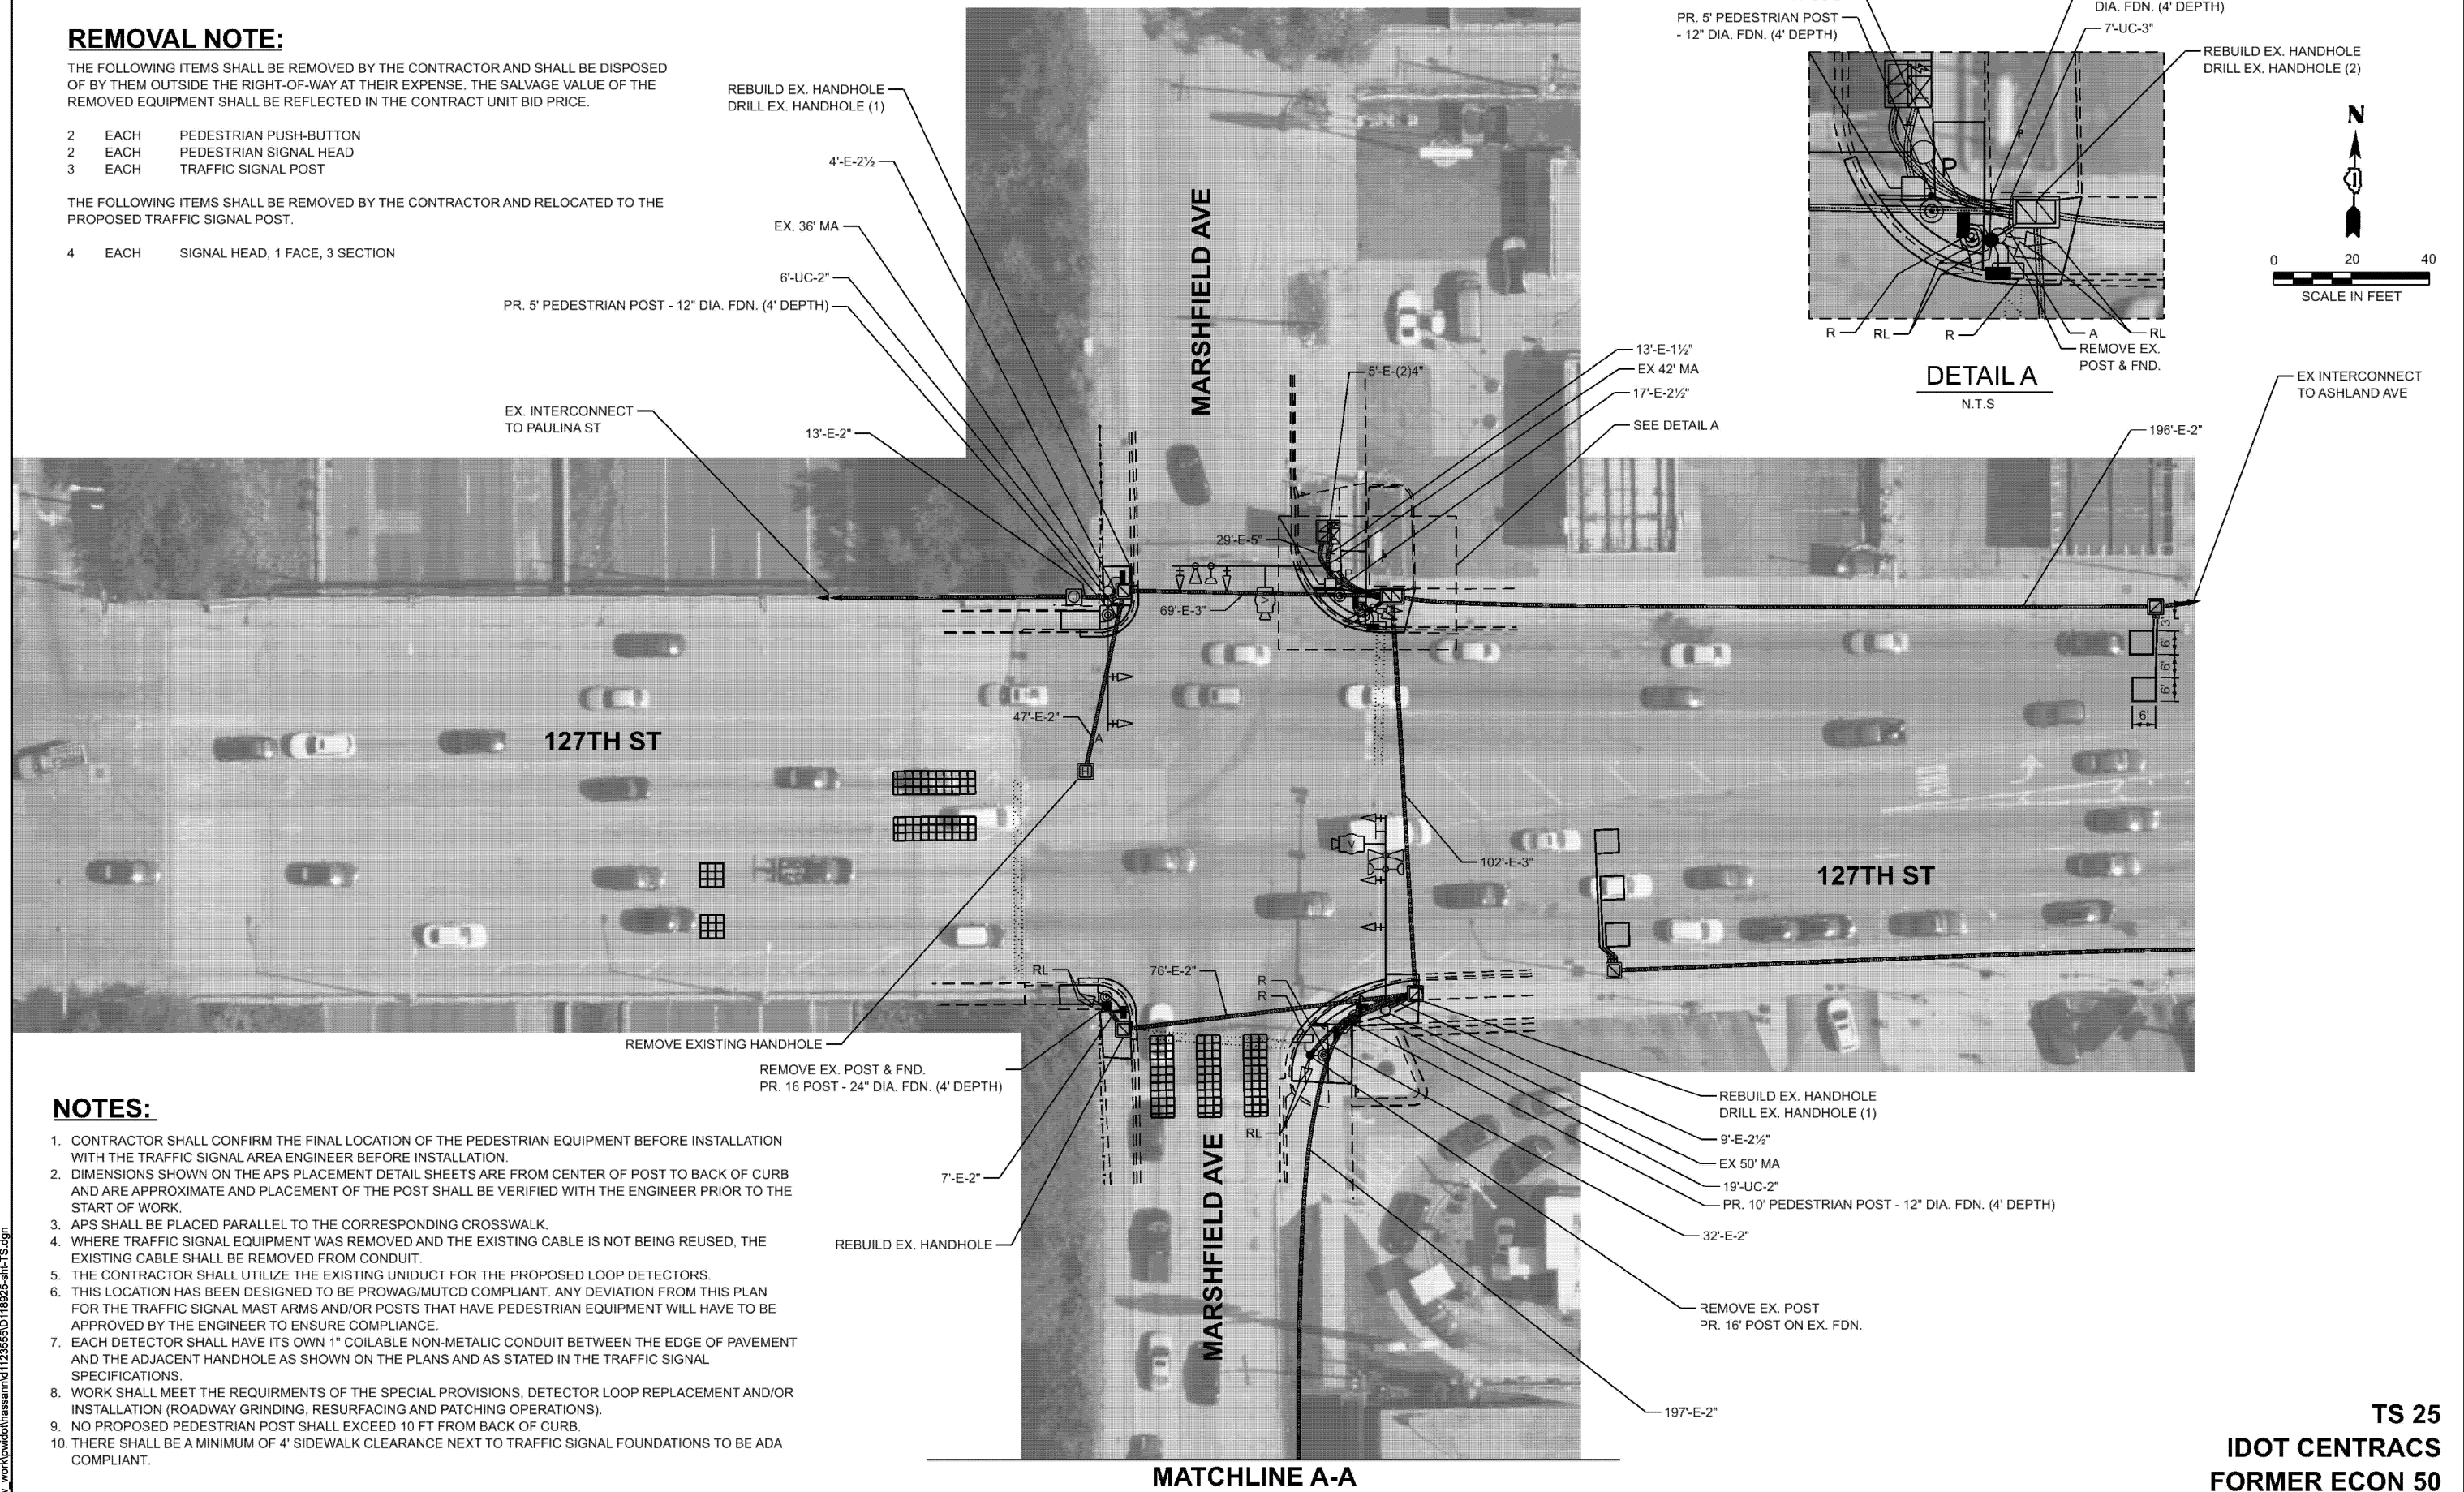 REMOVAL NOTE:
THE FOLLOWING ITEMS SHALL BE REMOVED BY THE CONTRACTOR AND SHALL BE DISPOSED
OF BY THEM OUTSIDE THE RIGHT-OF-WAY AT THEIR EXPENSE. THE SALVAGE VALUE OF THE
REMOVED EQUIPMENT SHALL BE REFLECTED IN THE CONTRACT UNIT BID PRICE.
2 EACH PEDESTRIAN PUSH-BUTTON
2 EACH PEDESTRIAN SIGNAL HEAD
3 EACH TRAFFIC SIGNAL POST
THE FOLLOWING ITEMS SHALL BE REMOVED BY THE CONTRACTOR AND RELOCATED TO THE
PROPOSED TRAFFIC SIGNAL POST.
4 EACH SIGNAL HEAD, 1 FACE, 3 SECTION
REBUILD EX. HANDHOLE
DRILL EX. HANDHOLE (1)
4'-E-2½
EX. 36' MA
6'-UC-2"
PR. 5' PEDESTRIAN POST - 12" DIA. FDN. (4' DEPTH)
EX. INTERCONNECT
TO PAULINA ST
13'-E-2"
MARSHFIELD AVE
PR. 5' PEDESTRIAN POST
- 12" DIA. FDN. (4' DEPTH)
DIA. FDN. (4' DEPTH)
7'-UC-3"
REBUILD EX. HANDHOLE
DRILL EX. HANDHOLE (2)
P
P
R
RL
R
A
RL
REMOVE EX.
POST & FND.
DETAIL A
N.T.S
N
0 20 40
SCALE IN FEET
13'-E-1½"
EX 42' MA
17'-E-2½"
SEE DETAIL A
5'-E-(2)4"
29'-E-5"
P
69'-E-3"
V
EX INTERCONNECT
TO ASHLAND AVE
196'-E-2"
3'
6'
6'
6'
6'
127TH ST
47'-E-2"
A
H
V
102'-E-3"
127TH ST
RL
76'-E-2"
R
R
RL
REMOVE EXISTING HANDHOLE
REMOVE EX. POST & FND.
PR. 16 POST - 24" DIA. FDN. (4' DEPTH)
7'-E-2"
REBUILD EX. HANDHOLE
MARSHFIELD AVE
REBUILD EX. HANDHOLE
DRILL EX. HANDHOLE (1)
9'-E-2½"
EX 50' MA
19'-UC-2"
PR. 10' PEDESTRIAN POST - 12" DIA. FDN. (4' DEPTH)
32'-E-2"
REMOVE EX. POST
PR. 16' POST ON EX. FDN.
197'-E-2"
NOTES:
1. CONTRACTOR SHALL CONFIRM THE FINAL LOCATION OF THE PEDESTRIAN EQUIPMENT BEFORE INSTALLATION
WITH THE TRAFFIC SIGNAL AREA ENGINEER BEFORE INSTALLATION.
2. DIMENSIONS SHOWN ON THE APS PLACEMENT DETAIL SHEETS ARE FROM CENTER OF POST TO BACK OF CURB
AND ARE APPROXIMATE AND PLACEMENT OF THE POST SHALL BE VERIFIED WITH THE ENGINEER PRIOR TO THE
START OF WORK.
3. APS SHALL BE PLACED PARALLEL TO THE CORRESPONDING CROSSWALK.
4. WHERE TRAFFIC SIGNAL EQUIPMENT WAS REMOVED AND THE EXISTING CABLE IS NOT BEING REUSED, THE
EXISTING CABLE SHALL BE REMOVED FROM CONDUIT.
5. THE CONTRACTOR SHALL UTILIZE THE EXISTING UNIDUCT FOR THE PROPOSED LOOP DETECTORS.
6. THIS LOCATION HAS BEEN DESIGNED TO BE PROWAG/MUTCD COMPLIANT. ANY DEVIATION FROM THIS PLAN
FOR THE TRAFFIC SIGNAL MAST ARMS AND/OR POSTS THAT HAVE PEDESTRIAN EQUIPMENT WILL HAVE TO BE
APPROVED BY THE ENGINEER TO ENSURE COMPLIANCE.
7. EACH DETECTOR SHALL HAVE ITS OWN 1" COILABLE NON-METALIC CONDUIT BETWEEN THE EDGE OF PAVEMENT
AND THE ADJACENT HANDHOLE AS SHOWN ON THE PLANS AND AS STATED IN THE TRAFFIC SIGNAL
SPECIFICATIONS.
8. WORK SHALL MEET THE REQUIRMENTS OF THE SPECIAL PROVISIONS, DETECTOR LOOP REPLACEMENT AND/OR
INSTALLATION (ROADWAY GRINDING, RESURFACING AND PATCHING OPERATIONS).
9. NO PROPOSED PEDESTRIAN POST SHALL EXCEED 10 FT FROM BACK OF CURB.
10. THERE SHALL BE A MINIMUM OF 4' SIDEWALK CLEARANCE NEXT TO TRAFFIC SIGNAL FOUNDATIONS TO BE ADA
COMPLIANT.
MATCHLINE A-A
TS 25
IDOT CENTRACS
FORMER ECON 50